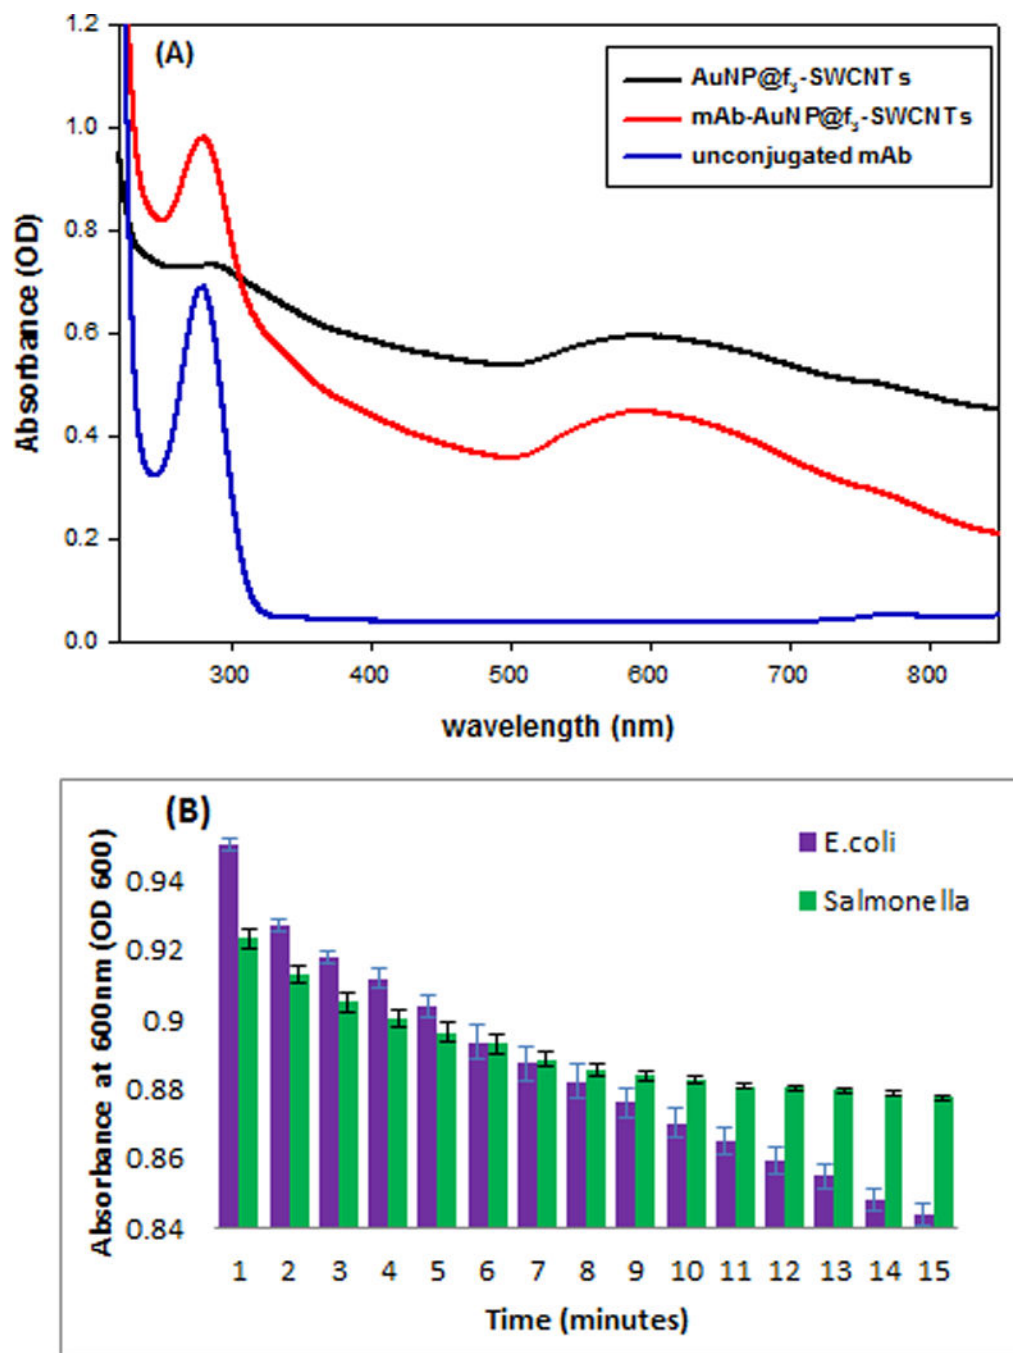 (A)
AuNP@fs-SWCNTs
mAb-AuNP@fs-SWCNTs
unconjugated mAb
Absorbance (OD)
1.2
1.0
0.8
0.6
0.4
0.2
0.0
300 400 500 600 700 800
wavelength (nm)
(B)
E.coli
Salmonella
Absorbance at 600nm (OD 600)
0.94
0.92
0.9
0.88
0.86
0.84
1 2 3 4 5 6 7 8 9 10 11 12 13 14 15
Time (minutes)